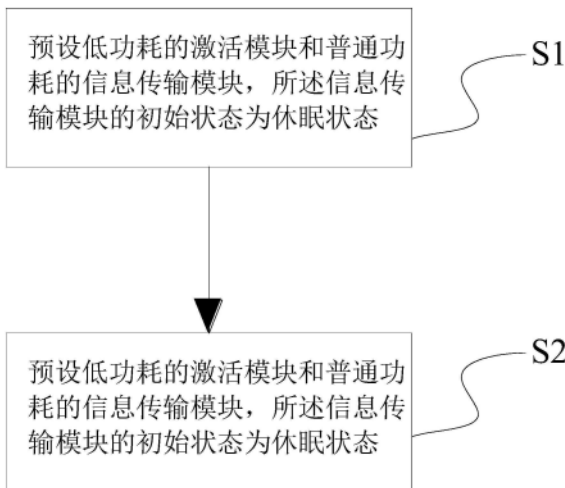 预设低功耗的激活模块和普通功
耗的信息传输模块，所述信息传
输模块的初始状态为休眠状态
S1
预设低功耗的激活模块和普通功
耗的信息传输模块，所述信息传
输模块的初始状态为休眠状态
S2